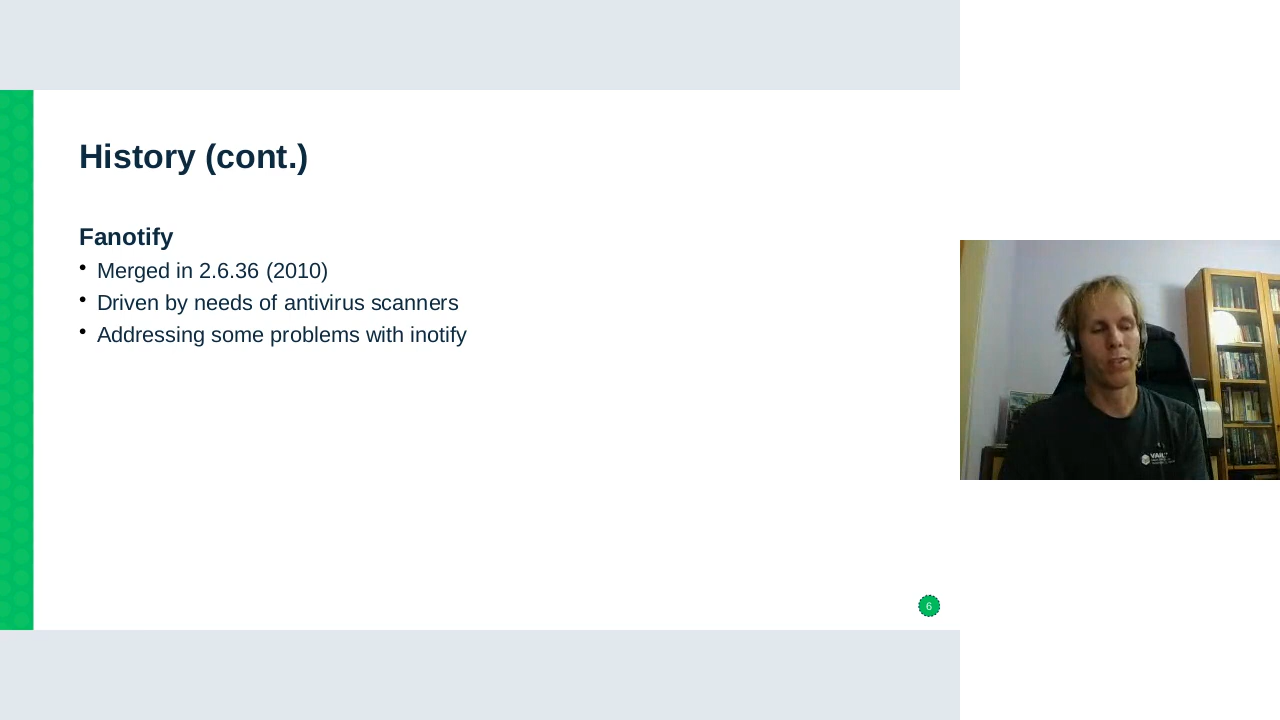 History (cont.)
Fanotify
• Merged in 2.6.36 (2010)
• Driven by needs of antivirus scanners
• Addressing some problems with inotify
6